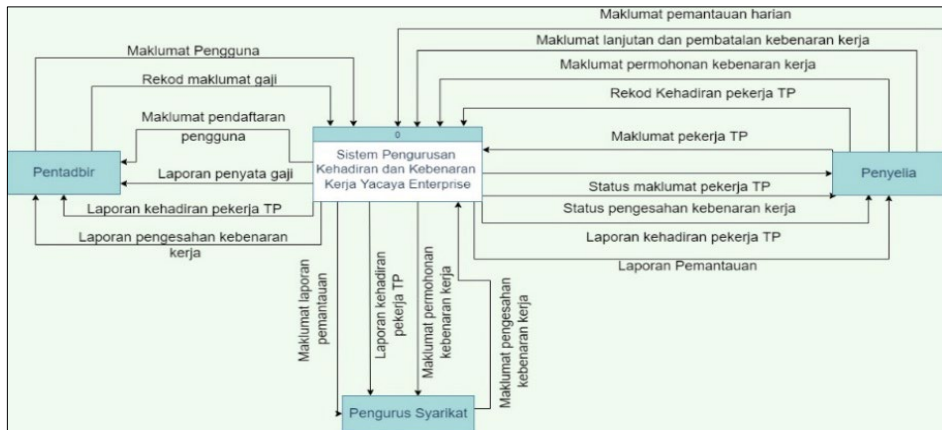 Maklumat pemantauan harian
Maklumat lanjutan dan pembatalan kebenaran kerja
Maklumat Pengguna
Maklumat permohonan kebenaran kerja
Rekod maklumat gaji
Rekod Kehadiran pekerja TP
Maklumat pendaftaran
pengguna
0
Maklumat pekerja TP
Sistem Pengurusan
Kehadiran dan Kebenaran
Kerja Yacaya Enterprise
Pentadbir
Penyelia
Laporan penyata gaji
Status maklumat pekerja TP
Laporan kehadiran pekerja TP
Status pengesahan kebenaran kerja
Laporan pengesahan kebenaran
kerja
Laporan kehadiran pekerja TP
Laporan Pemantauan
Maklumat laporan
pemantauan
Laporan kehadiran
pekerja TP
Maklumat permohonan
kebenaran kerja
Maklumat pengesahan
kebenaran kerja
Pengurus Syarikat